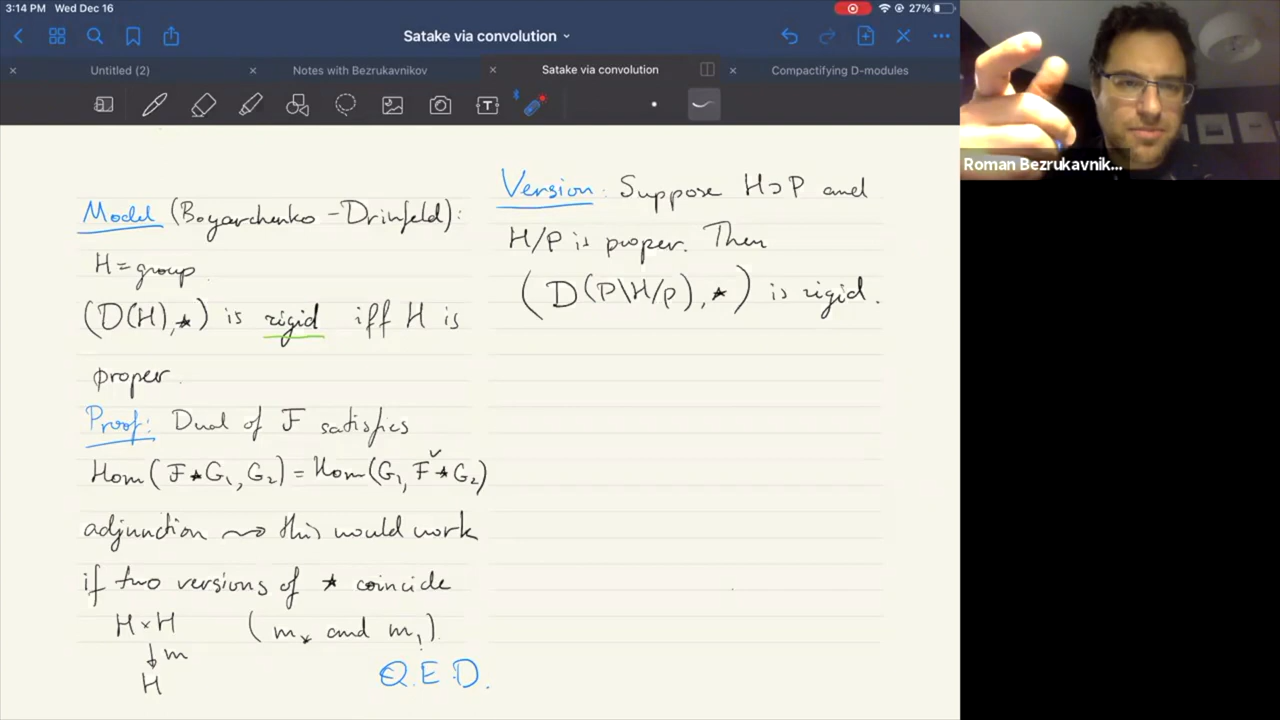 3:14 PM Wed Dec 16
27%
Satake via convolution
Untitled (2)
Notes with Bezrukavnikov
Satake via convolution
Compactifying D-modules
Roman Bezrukavnik...
Model (Boyarchenko - Drinfeld):
H = group.
(D(H), *) is rigid iff H is
proper.
Proof: Dual of F satisfies
Hom(F * G₁, G₂) = Hom(G₁, F^∨ * G₂)
adjunction ⇝ this would work
if two versions of * coincide
H × H (m_* and m_!).
↓ m
H
Q.E.D.
Version: Suppose H ⊃ P and
H/P is proper. Then
(D(P\H/P), *) is rigid.